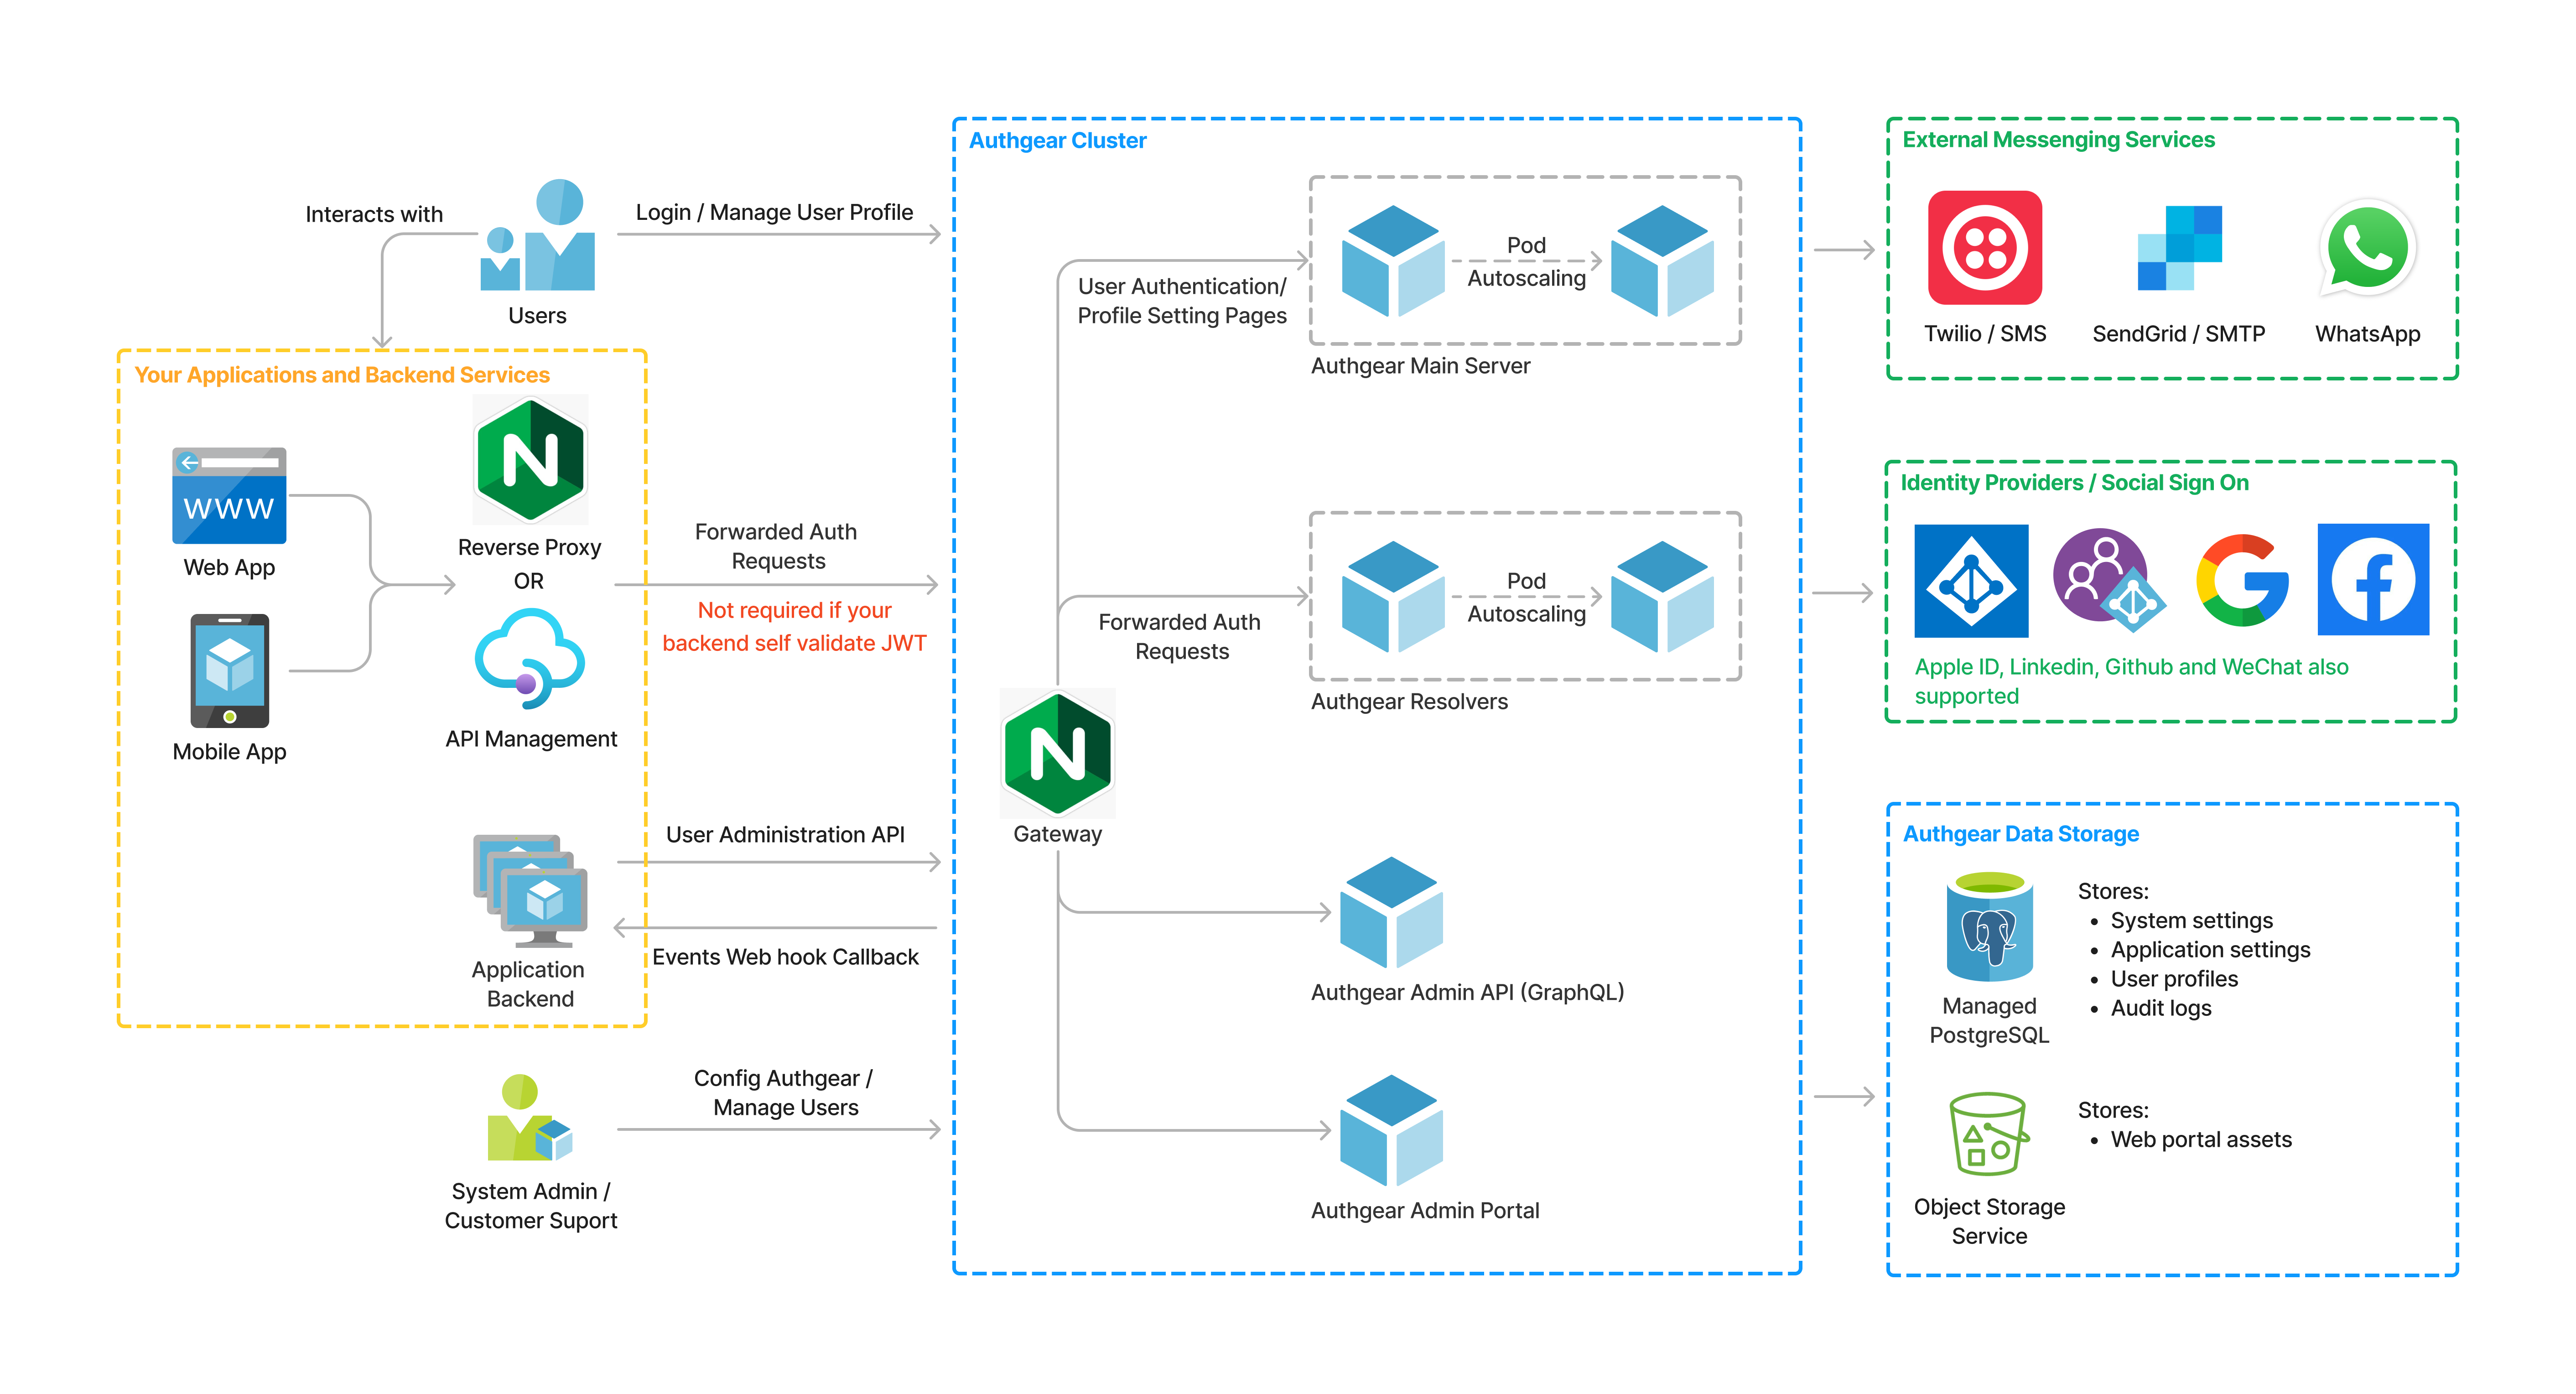 Interacts with
Login / Manage User Profile
Users
Your Applications and Backend Services
WWW
Web App
Mobile App
Reverse Proxy
OR
API Management
Forwarded Auth
Requests
Not required if your
backend self validate JWT
User Administration API
Events Web hook Callback
Application
Backend
Config Authgear /
Manage Users
System Admin /
Customer Suport
Authgear Cluster
User Authentication/
Profile Setting Pages
Pod
Autoscaling
Authgear Main Server
Forwarded Auth
Requests
Pod
Autoscaling
Authgear Resolvers
N
Gateway
Authgear Admin API (GraphQL)
Authgear Admin Portal
External Messenging Services
Twilio / SMS
SendGrid / SMTP
WhatsApp
Identity Providers / Social Sign On
Apple ID, Linkedin, Github and WeChat also
supported
Authgear Data Storage
Managed
PostgreSQL
Stores:
• System settings
• Application settings
• User profiles
• Audit logs
Object Storage
Service
Stores:
• Web portal assets